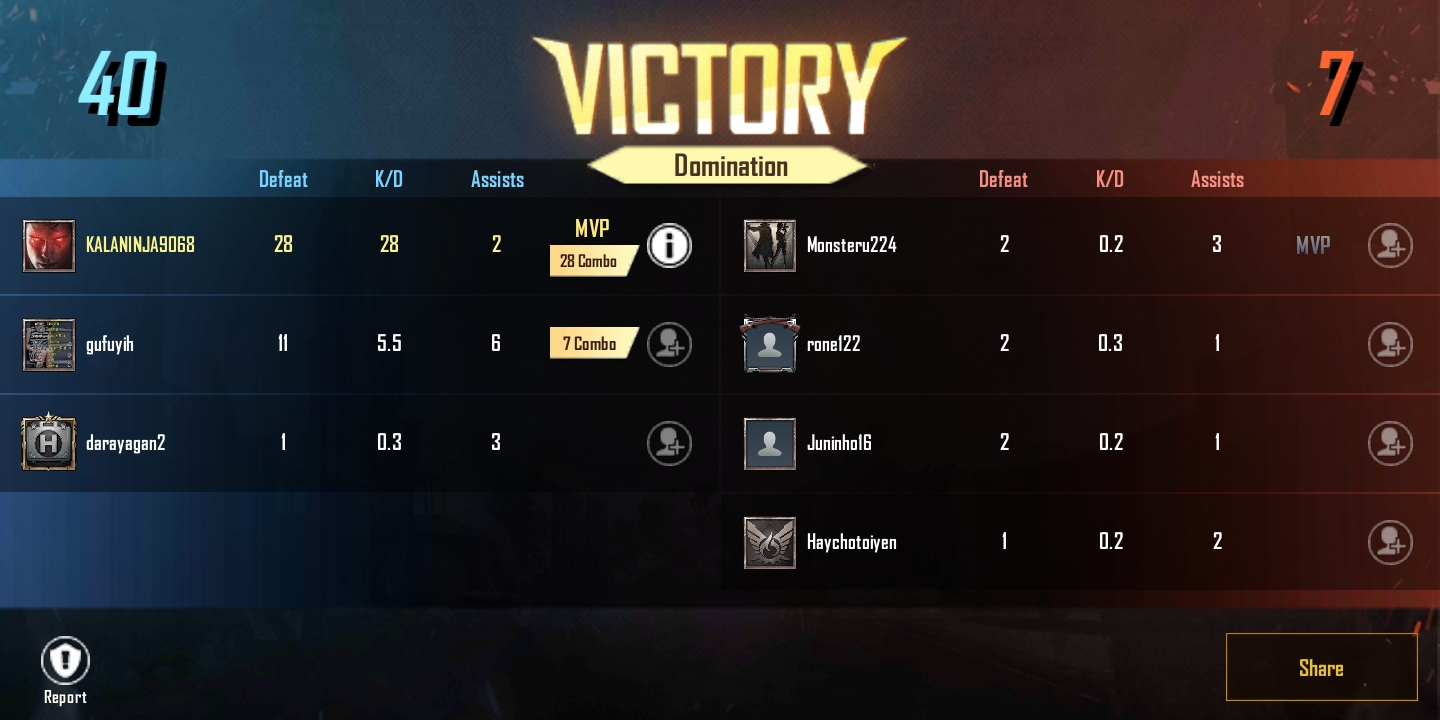 40
VICTORY
7
Domination
Defeat K/D Assists
Defeat K/D Assists
KALANINJA9068 28 28 2 MVP
28 Combo
gufuyih 11 5.5 6 7 Combo
darayagan2 1 0.3 3
Monsteru224 2 0.2 3 MVP
rone122 2 0.3 1
Juninho16 2 0.2 1
Haychotoiyen 1 0.2 2
Report
Share